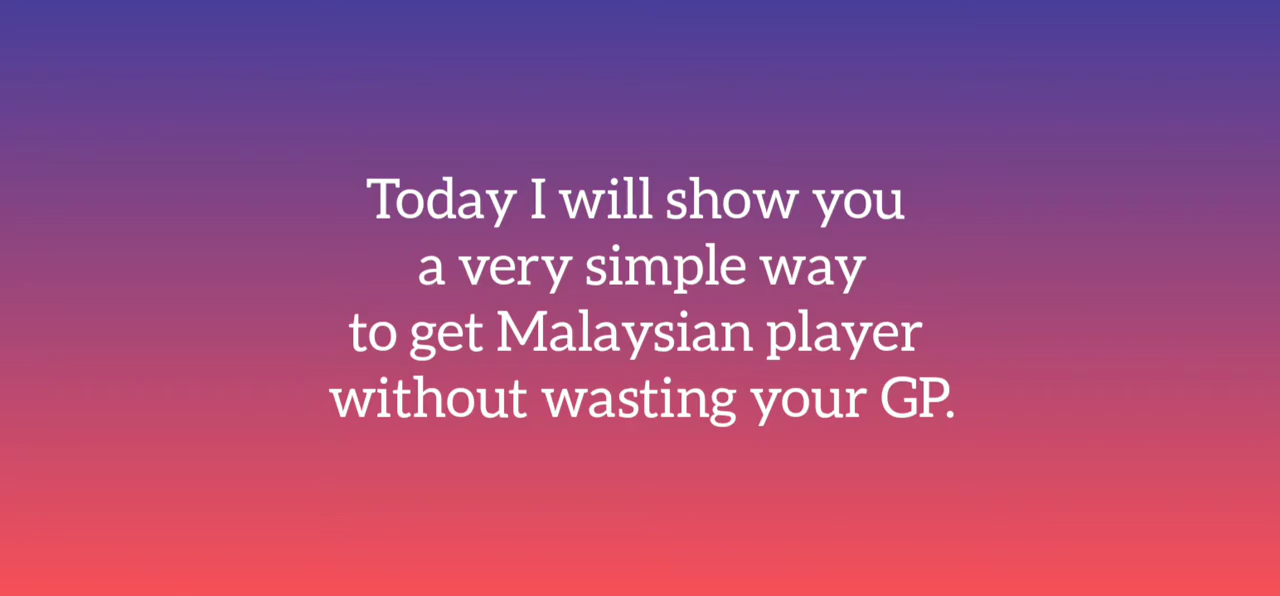 Today I will show you
a very simple way
to get Malaysian player
without wasting your GP.